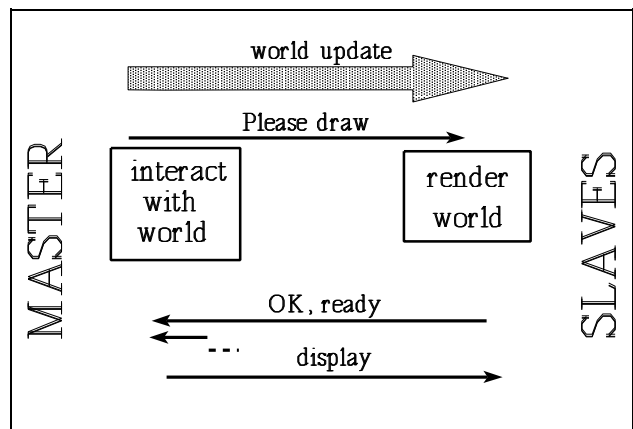 world update
Please draw
MASTER
interact
with
world
render
world
SLAVES
OK, ready
display